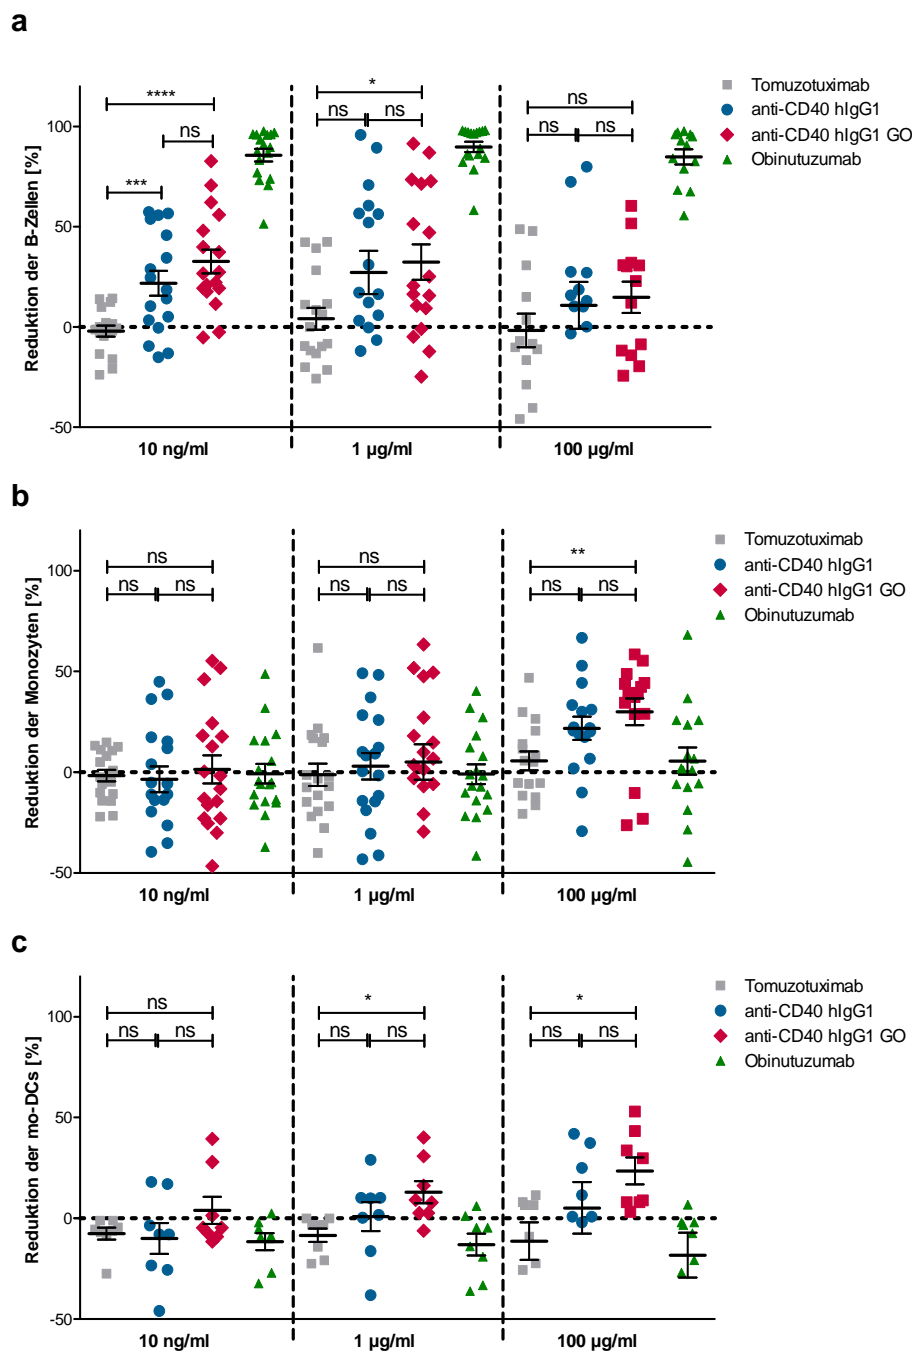 a
Reduktion der B-Zellen [%]
100
50
0
-50
****
ns
***
*
ns
ns
ns
ns
ns
10 ng/ml
1 µg/ml
100 µg/ml
Tomuzotuximab
anti-CD40 hIgG1
anti-CD40 hIgG1 GO
Obinutuzumab
b
Reduktion der Monozyten [%]
100
50
0
-50
ns
ns
ns
ns
ns
ns
**
ns
ns
10 ng/ml
1 µg/ml
100 µg/ml
Tomuzotuximab
anti-CD40 hIgG1
anti-CD40 hIgG1 GO
Obinutuzumab
c
Reduktion der mo-DCs [%]
100
50
0
-50
ns
ns
ns
*
ns
ns
*
ns
ns
10 ng/ml
1 µg/ml
100 µg/ml
Tomuzotuximab
anti-CD40 hIgG1
anti-CD40 hIgG1 GO
Obinutuzumab